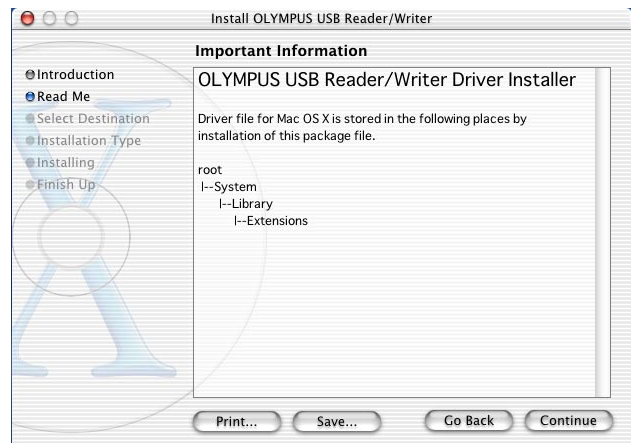 Install OLYMPUS USB Reader/Writer
Important Information
Introduction
Read Me
Select Destination
Installation Type
Installing
Finish Up
OLYMPUS USB Reader/Writer Driver Installer
Driver file for Mac OS X is stored in the following places by
installation of this package file.
root
|--System
|--Library
|--Extensions
Print...
Save...
Go Back
Continue